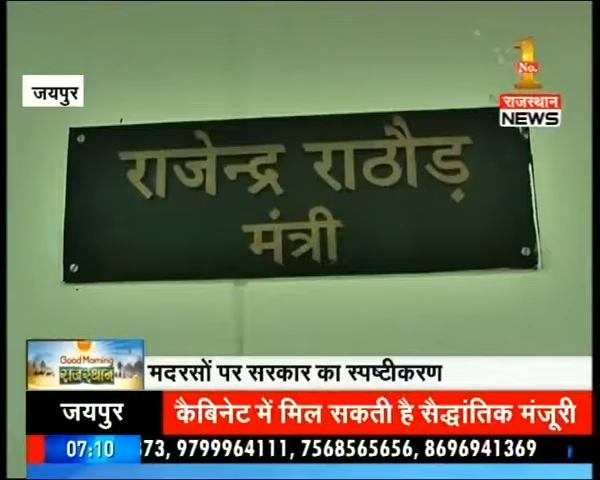 1
No.
राजस्थान
NEWS
जयपुर
राजेन्द्र राठौड़
मंत्री
Good Morning
राजस्थान
मदरसों पर सरकार का स्पष्टीकरण
जयपुर
कैबिनेट में मिल सकती है सैद्धांतिक मंजूरी
07:10
573, 9799964111, 7568565656, 8696941369